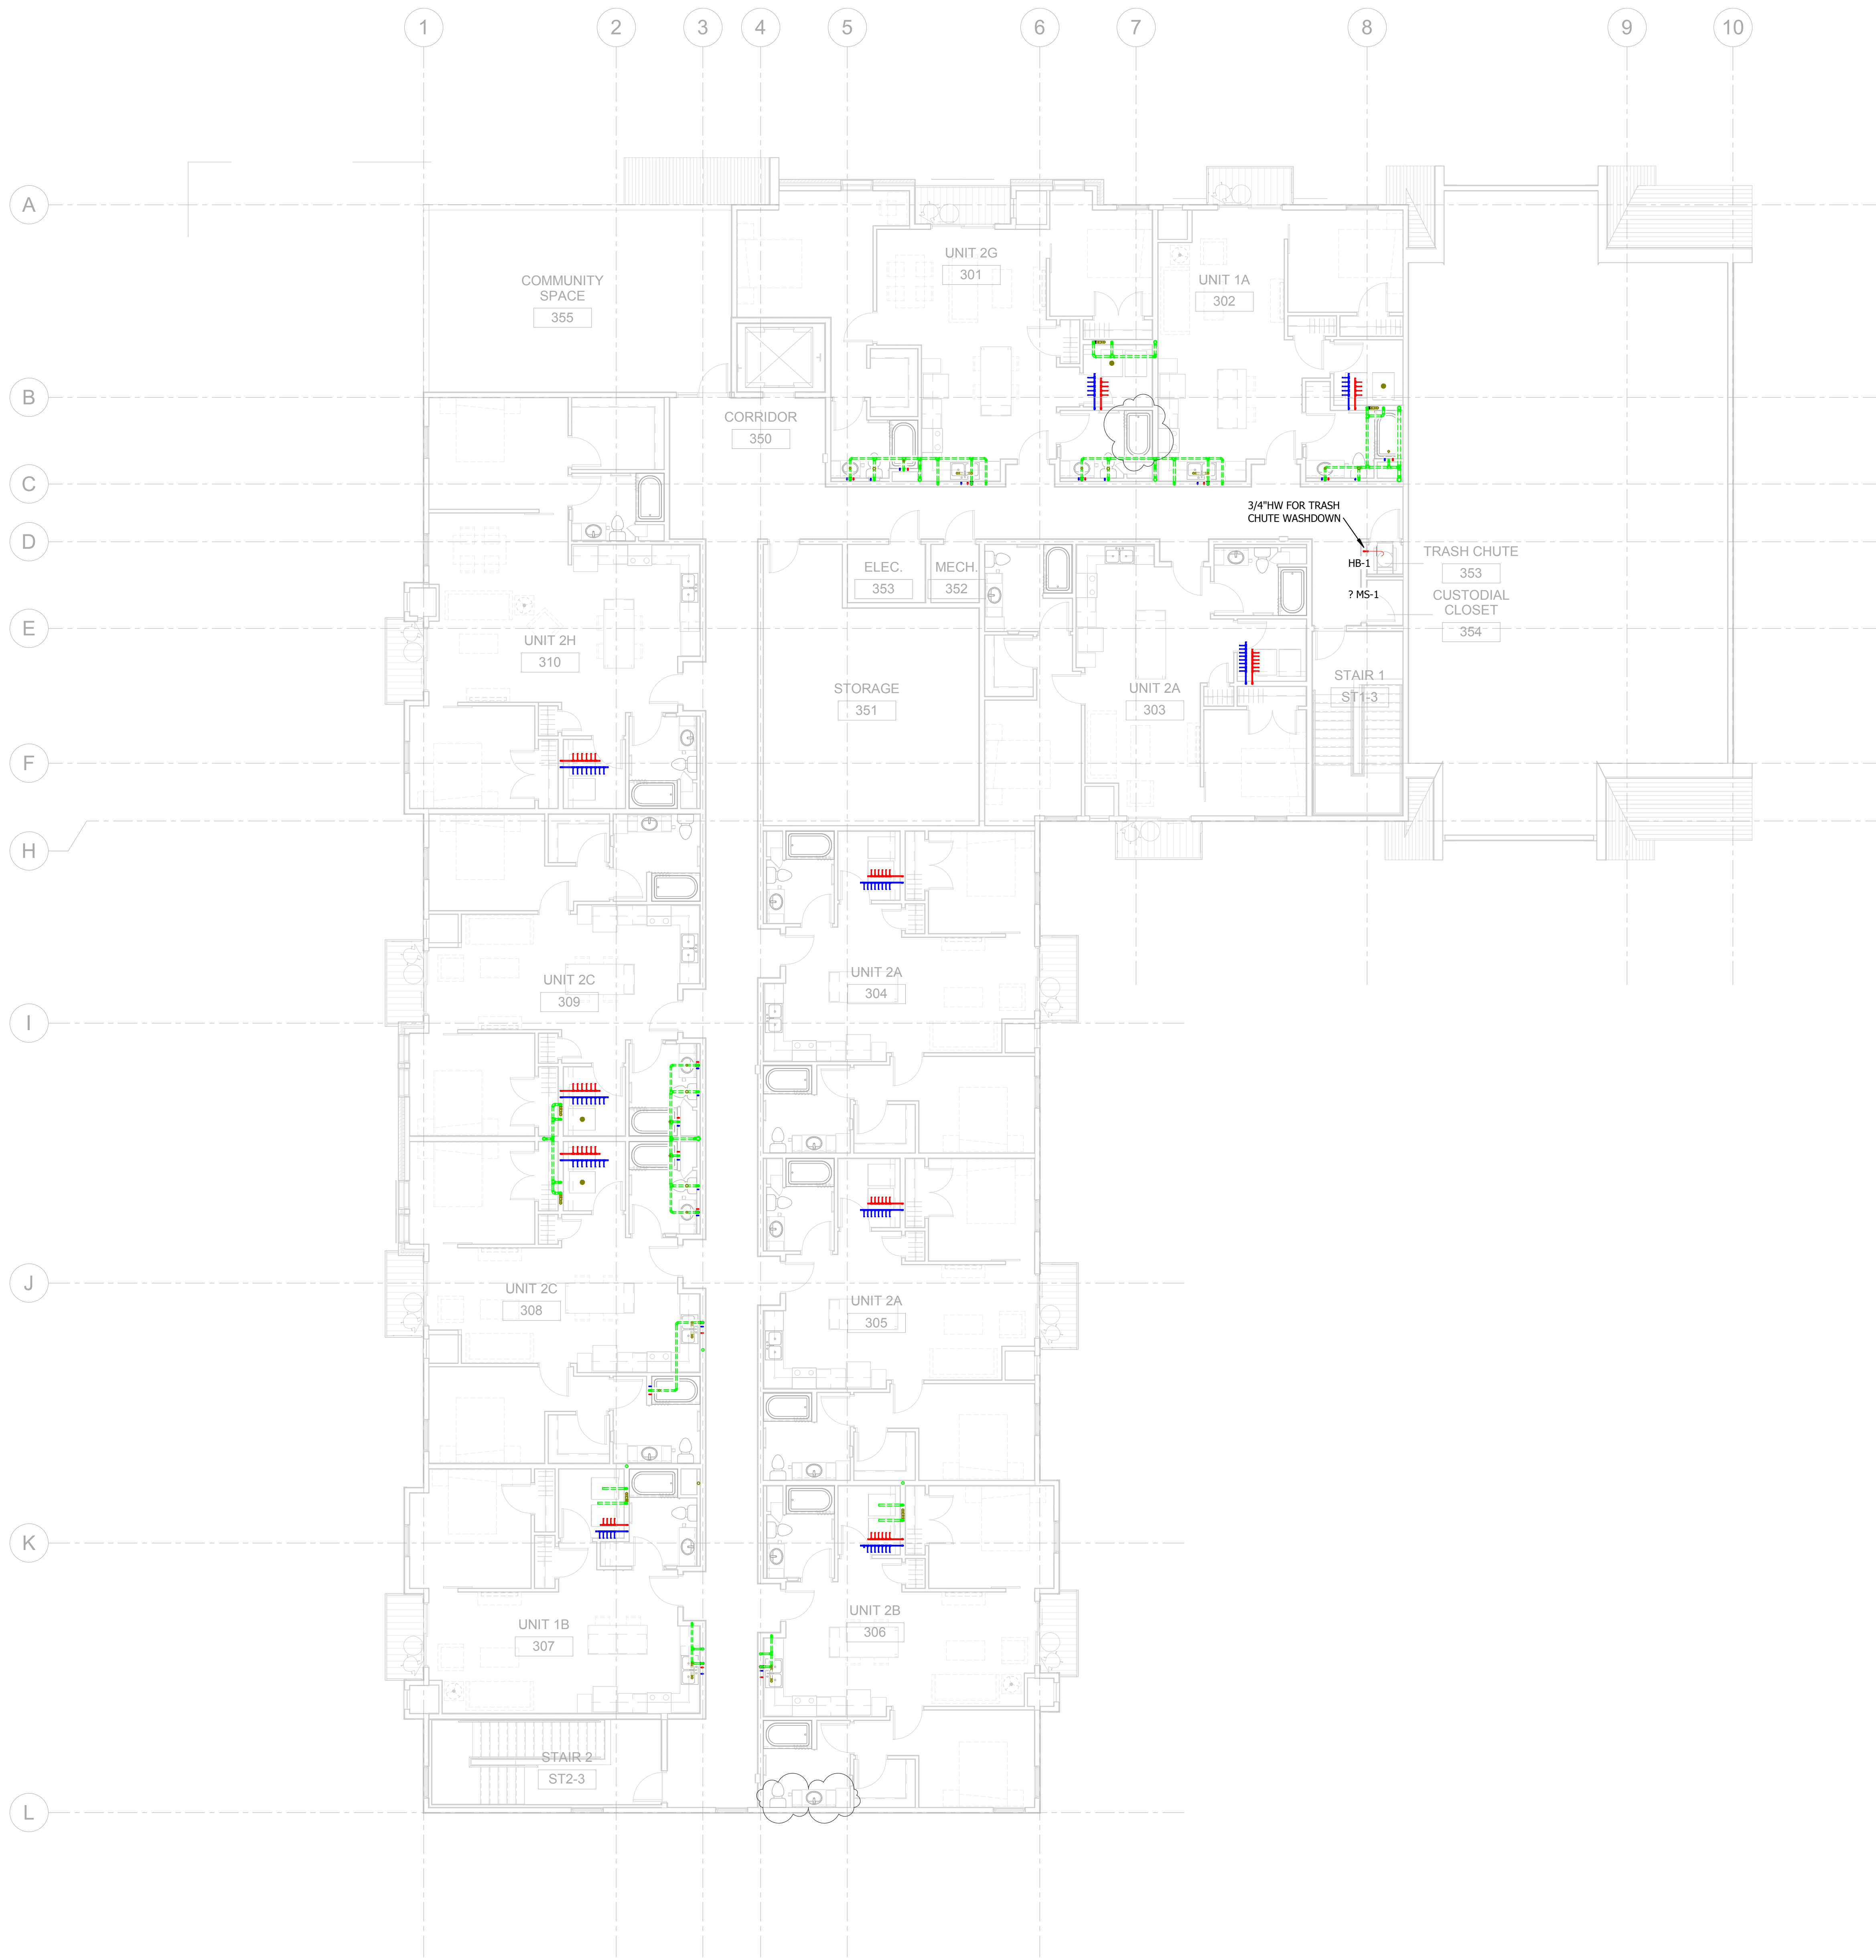 1
2
3
4
5
6
7
8
9
10
A
B
C
D
E
F
H
I
J
K
L
COMMUNITY
SPACE
355
UNIT 2G
301
UNIT 1A
302
CORRIDOR
350
3/4"HW FOR TRASH
CHUTE WASHDOWN
HB-1
? MS-1
TRASH CHUTE
353
CUSTODIAL
CLOSET
354
ELEC.
353
MECH.
352
UNIT 2H
310
STORAGE
351
UNIT 2A
303
STAIR 1
ST1-3
UNIT 2C
309
UNIT 2A
304
UNIT 2C
308
UNIT 2A
305
UNIT 1B
307
UNIT 2B
306
STAIR 2
ST2-3